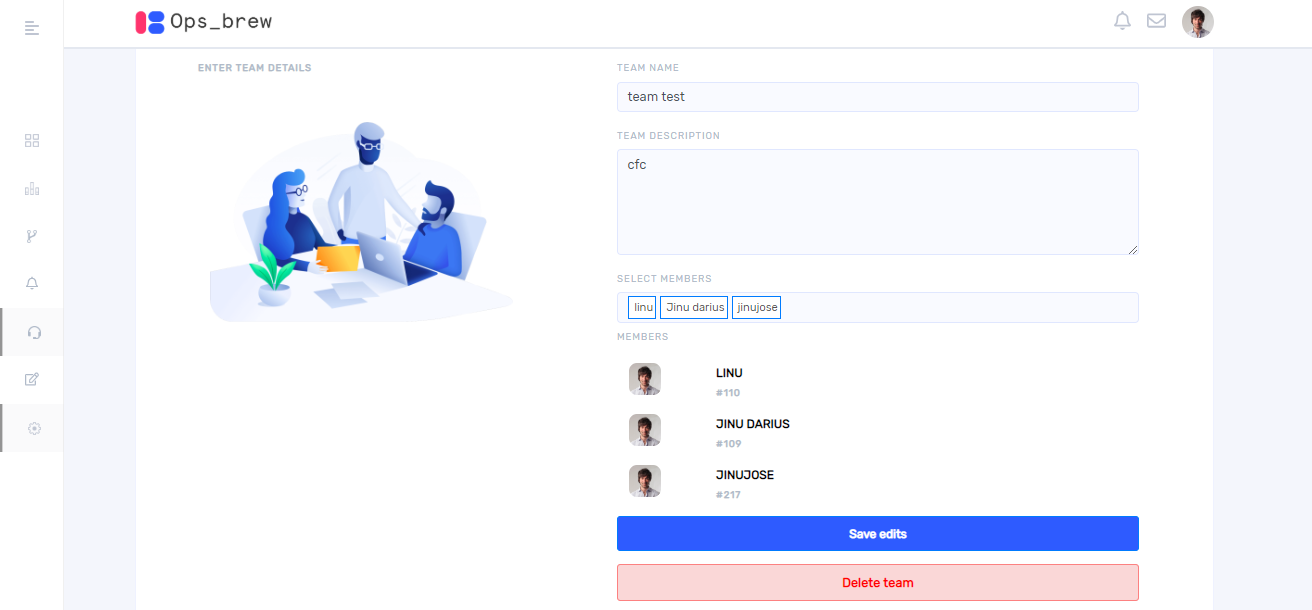 Ops_brew
ENTER TEAM DETAILS
TEAM NAME
team test
TEAM DESCRIPTION
cfc
SELECT MEMBERS
linu Jinu darius jinujose
MEMBERS
LINU
#110
JINU DARIUS
#109
JINUJOSE
#217
Save edits
Delete team